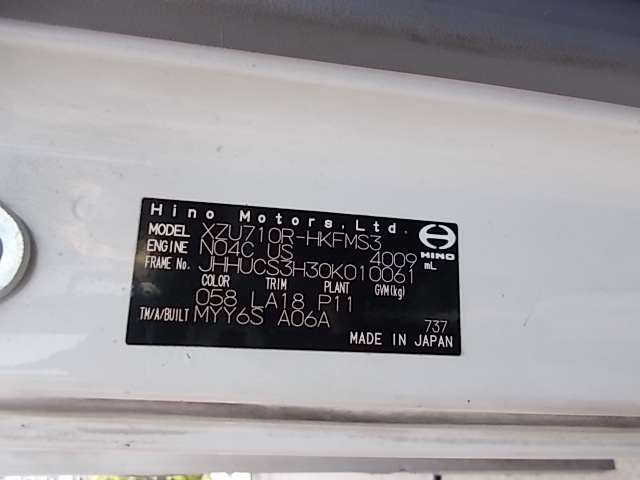 Hino Motors, Ltd.
MODEL XZU710R-HKFMS3
ENGINE N04C US 4009 mL
HINO
FRAME No. JHHUCS3H30K010061
COLOR TRIM PLANT GVM(kg)
058 LA18 P11
TM/A/BUILT MYY6S A06A
737
MADE IN JAPAN